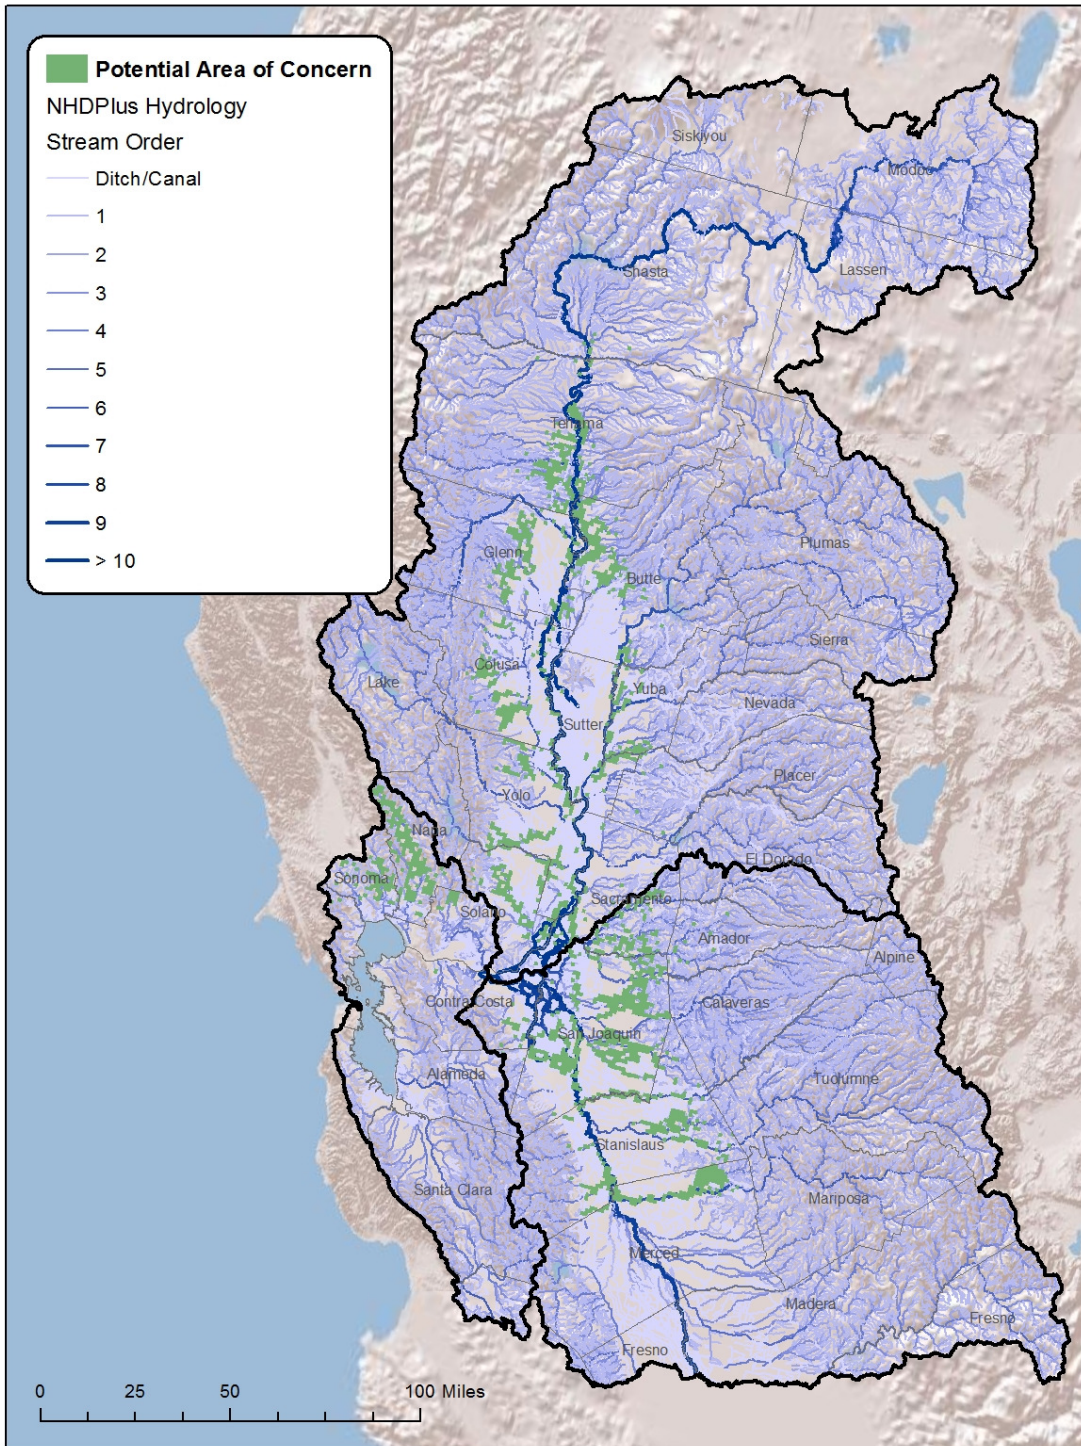 Potential Area of Concern
NHDPlus Hydrology
Stream Order
Ditch/Canal
1
2
3
4
5
6
7
8
9
> 10
Siskiyou
Modoc
Shasta
Lassen
Tehama
Plumas
Glenn
Butte
Sierra
Colusa
Lake
Yuba
Nevada
Sutter
Placer
Yolo
Napa
El Dorado
Sonoma
Sacramento
Solano
Amador
Alpine
Contra Costa
Calaveras
San Joaquin
Alameda
Tuolumne
Stanislaus
Santa Clara
Mariposa
Merced
Madera
Fresno
Fresno
0 25 50 100 Miles